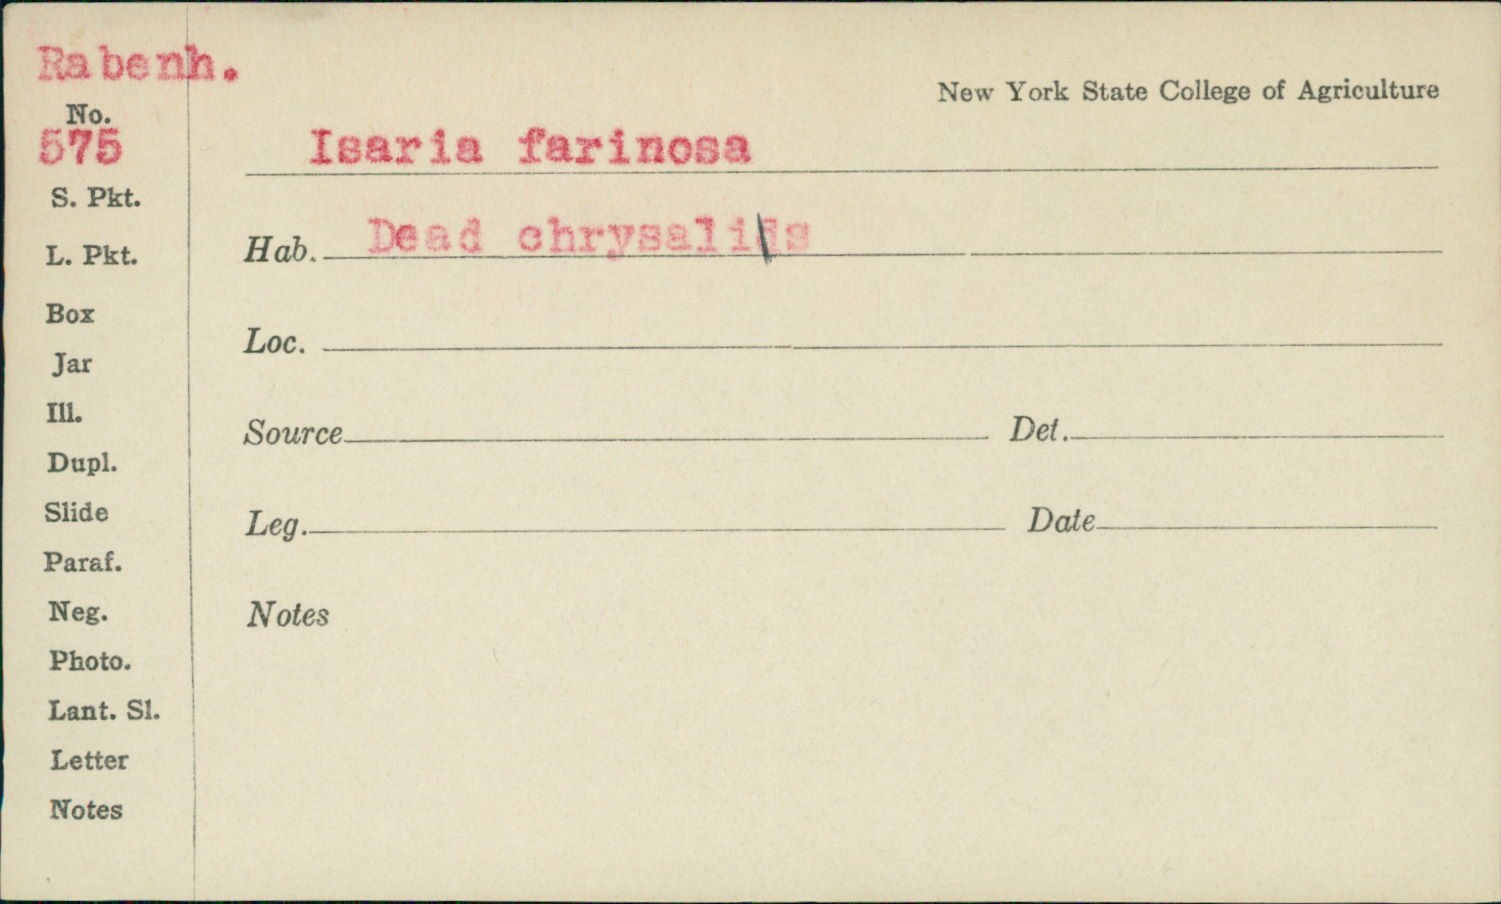 Rabenh.
New York State College of Agriculture
No.
575
Isaria farinosa
S. Pkt.
Hab. Dead chrysalids
L. Pkt.
Box
Loc.
Jar
Ill.
Source Det.
Dupl.
Slide
Leg. Date
Paraf.
Neg.
Notes
Photo.
Lant. Sl.
Letter
Notes